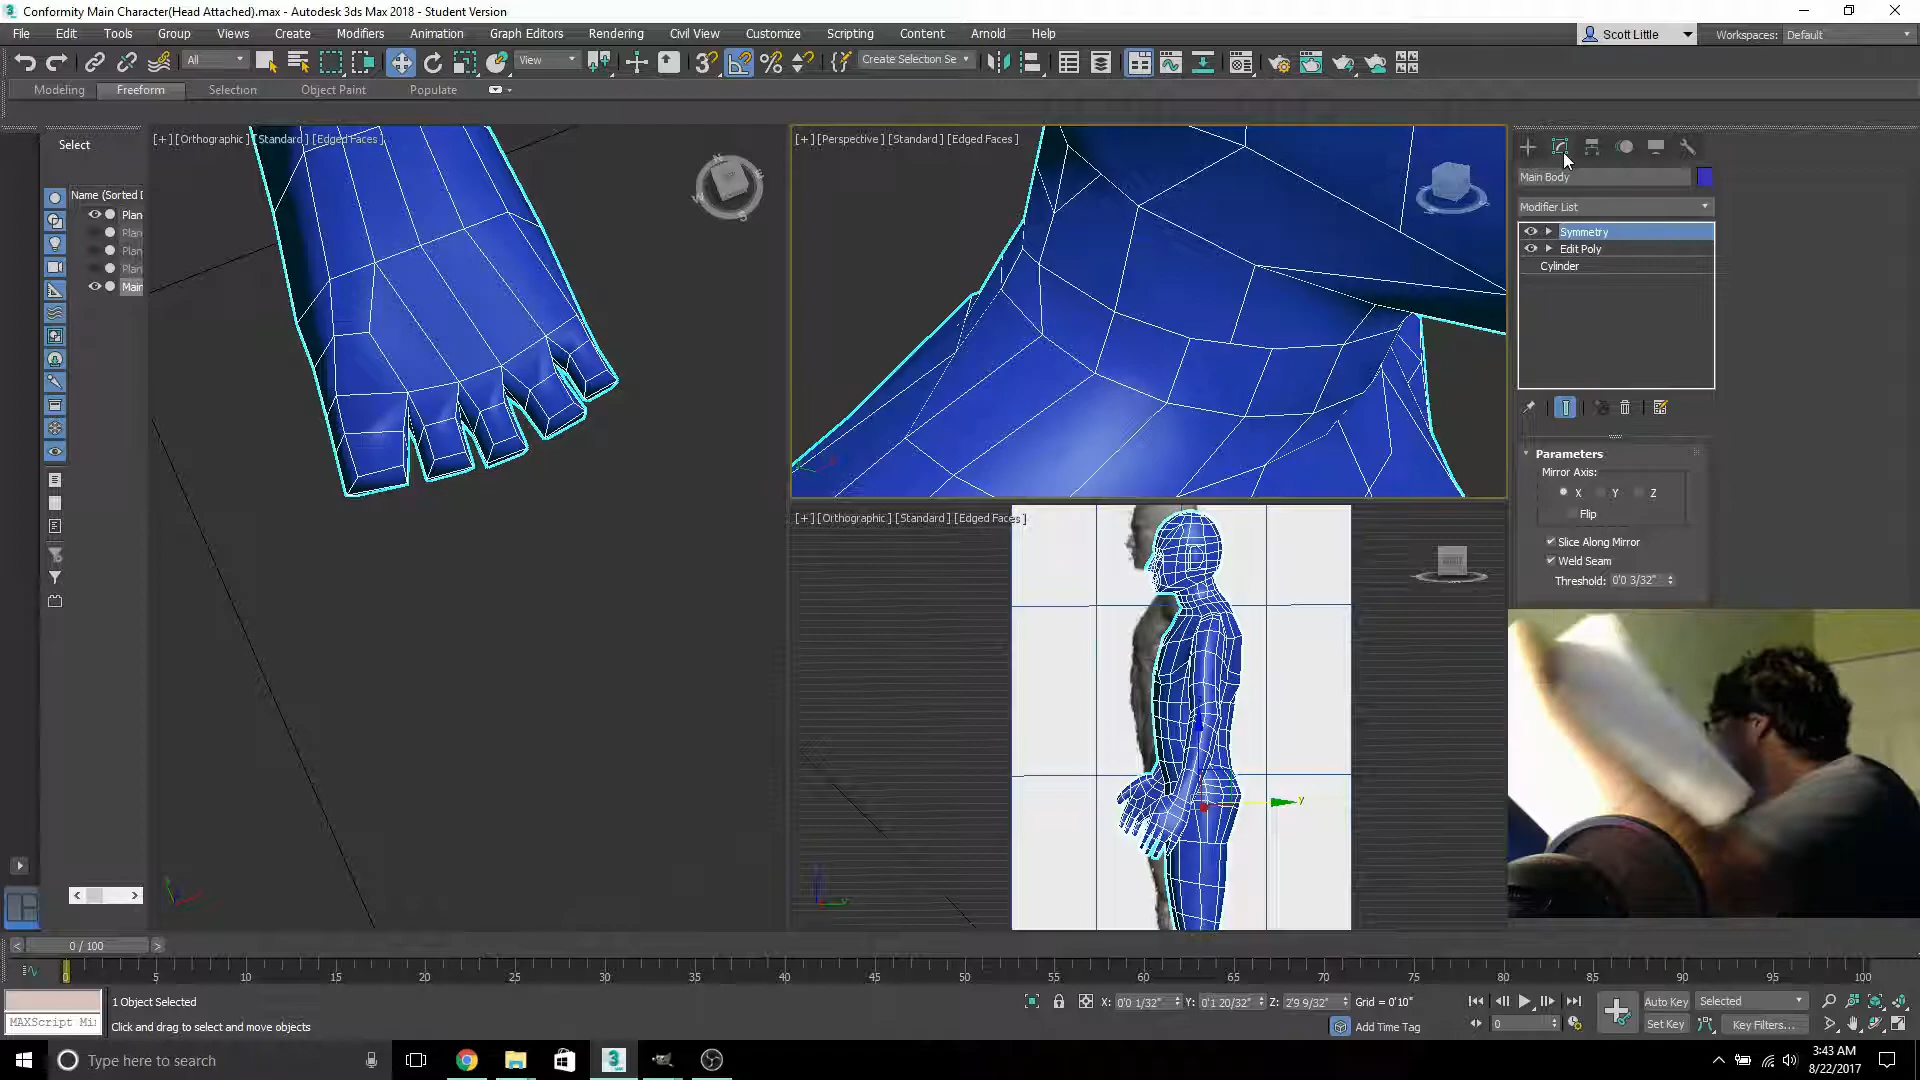 Conformity Main Character(Head Attached).max - Autodesk 3ds Max 2018 - Student Version
File Edit Tools Group Views Create Modifiers Animation Graph Editors Rendering Civil View Customize Scripting Content Arnold Help
Scott Little
Workspaces: Default
All
View
Create Selection Se
Modeling Freeform Selection Object Paint Populate
Select
Name (Sorted
Plan
Plan
Plan
Plan
Main
[+] [Orthographic] [Standard] [Edged Faces]
[+] [Perspective] [Standard] [Edged Faces]
[+] [Orthographic] [Standard] [Edged Faces]
Main Body
Modifier List
Symmetry
Edit Poly
Cylinder
Parameters
Mirror Axis:
X Y Z
Flip
Slice Along Mirror
Weld Seam
Threshold: 0'0 3/32"
y
0 / 100
0 5 10 15 20 25 30 35 40 45 50 55 60 65 70 75 80 85 90 95 100
1 Object Selected
X: 0'0 1/32" Y: 0'1 20/32" Z: 2'9 9/32" Grid = 0'10"
Auto Key Selected
MAXScript Mi
Click and drag to select and move objects
Add Time Tag
0
Set Key Key Filters...
Type here to search
3:43 AM
8/22/2017